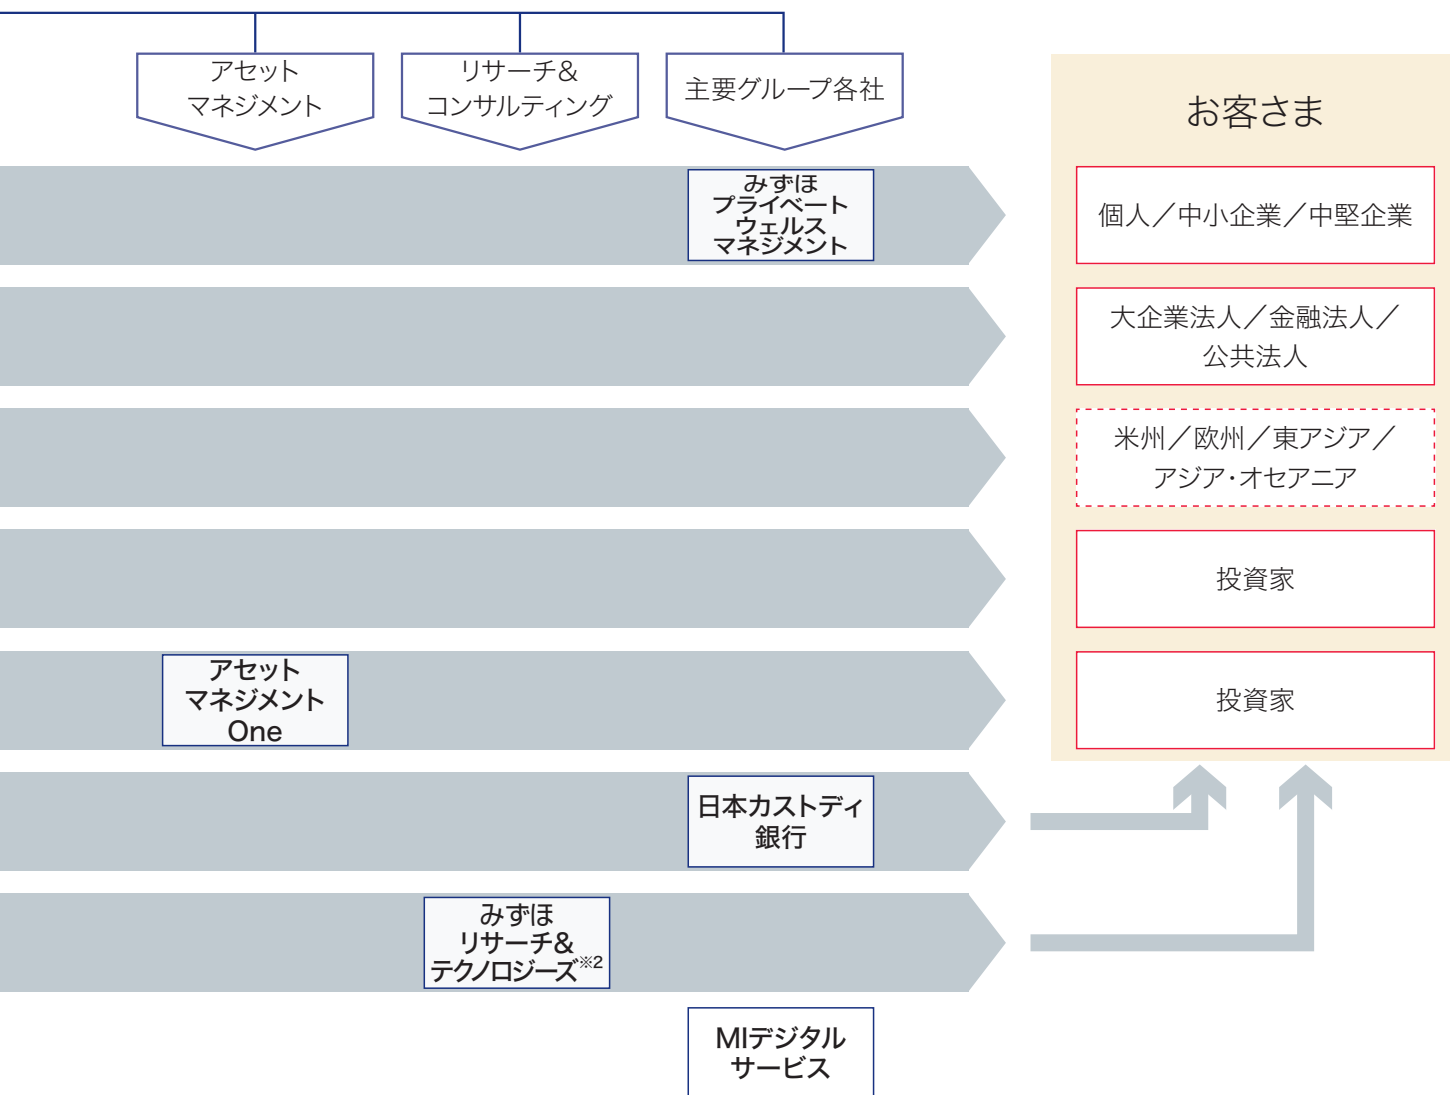 アセット
マネジメント
リサーチ&
コンサルティング
主要グループ各社
お客さま
みずほ
プライベート
ウェルス
マネジメント
個人／中小企業／中堅企業
大企業法人／金融法人／
公共法人
米州／欧州／東アジア／
アジア・オセアニア
投資家
アセット
マネジメント
One
投資家
日本カストディ
銀行
みずほ
リサーチ&
テクノロジーズ※2
MIデジタル
サービス